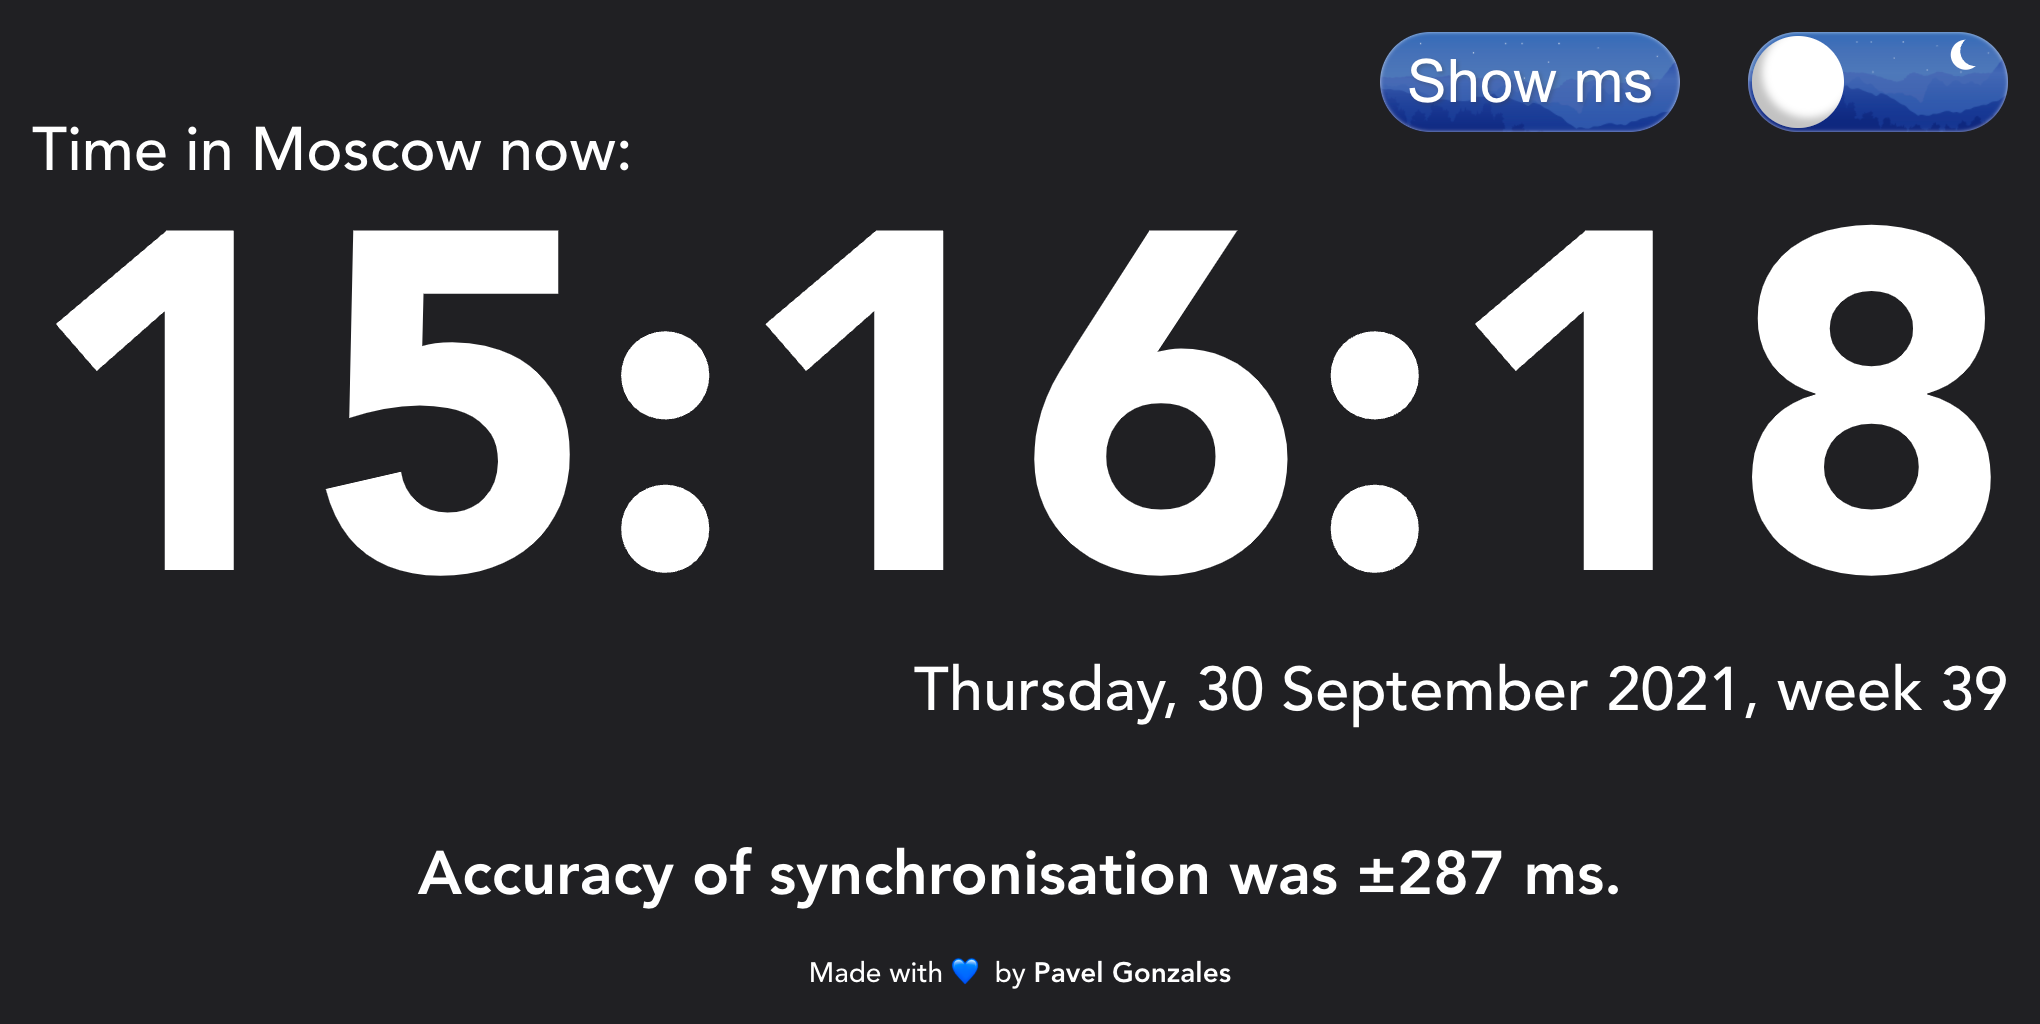 Show ms
Time in Moscow now:
15:16:18
Thursday, 30 September 2021, week 39
Accuracy of synchronisation was ±287 ms.
Made with 💙 by Pavel Gonzales